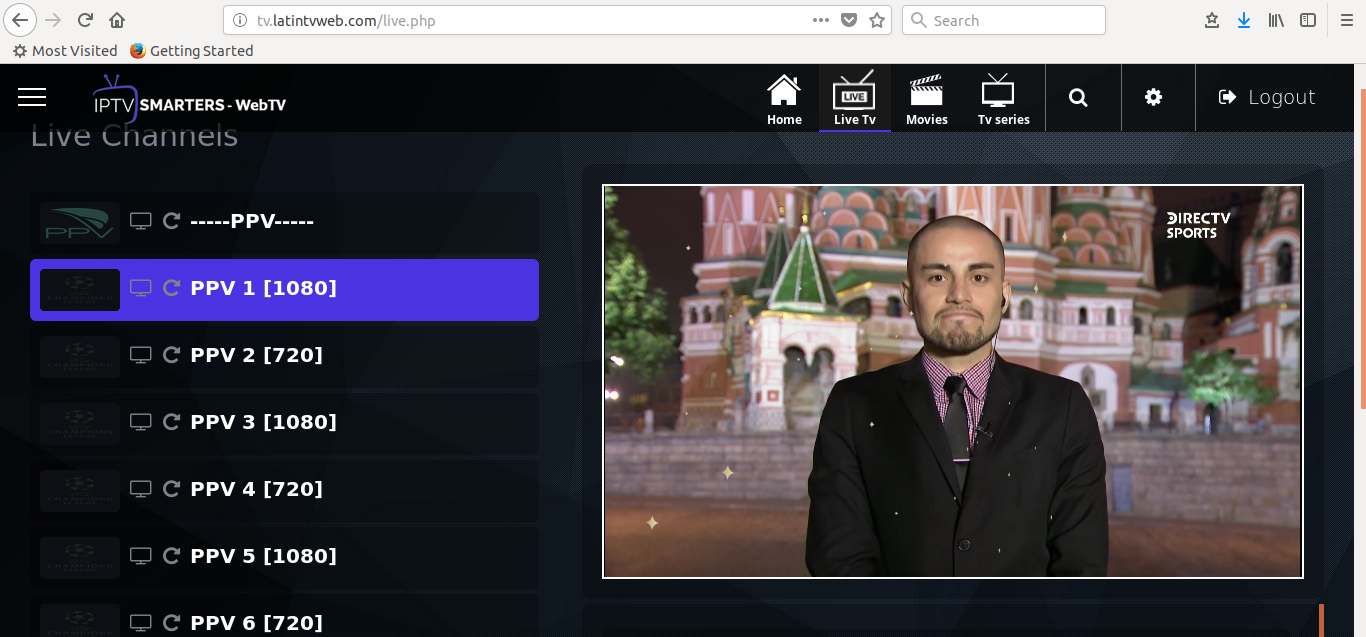 tv.latintvweb.com/live.php
Search
Most Visited
Getting Started
IPTV SMARTERS - WebTV
LIVE
Home
Live Tv
Movies
Tv series
Logout
Live Channels
PPV
-----PPV-----
PPV 1 [1080]
PPV 2 [720]
PPV 3 [1080]
PPV 4 [720]
PPV 5 [1080]
PPV 6 [720]
DIRECTV
SPORTS